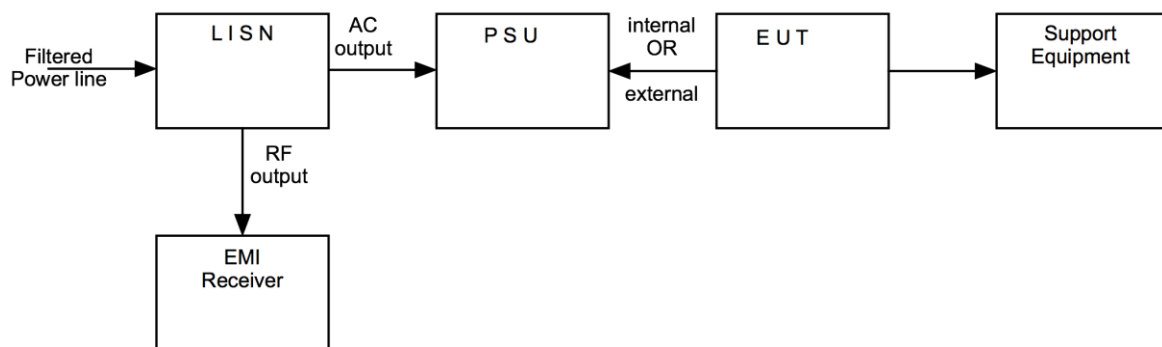 Filtered
Power line
L I S N
AC
output
P S U
internal
OR
external
E U T
Support
Equipment
RF
output
EMI
Receiver